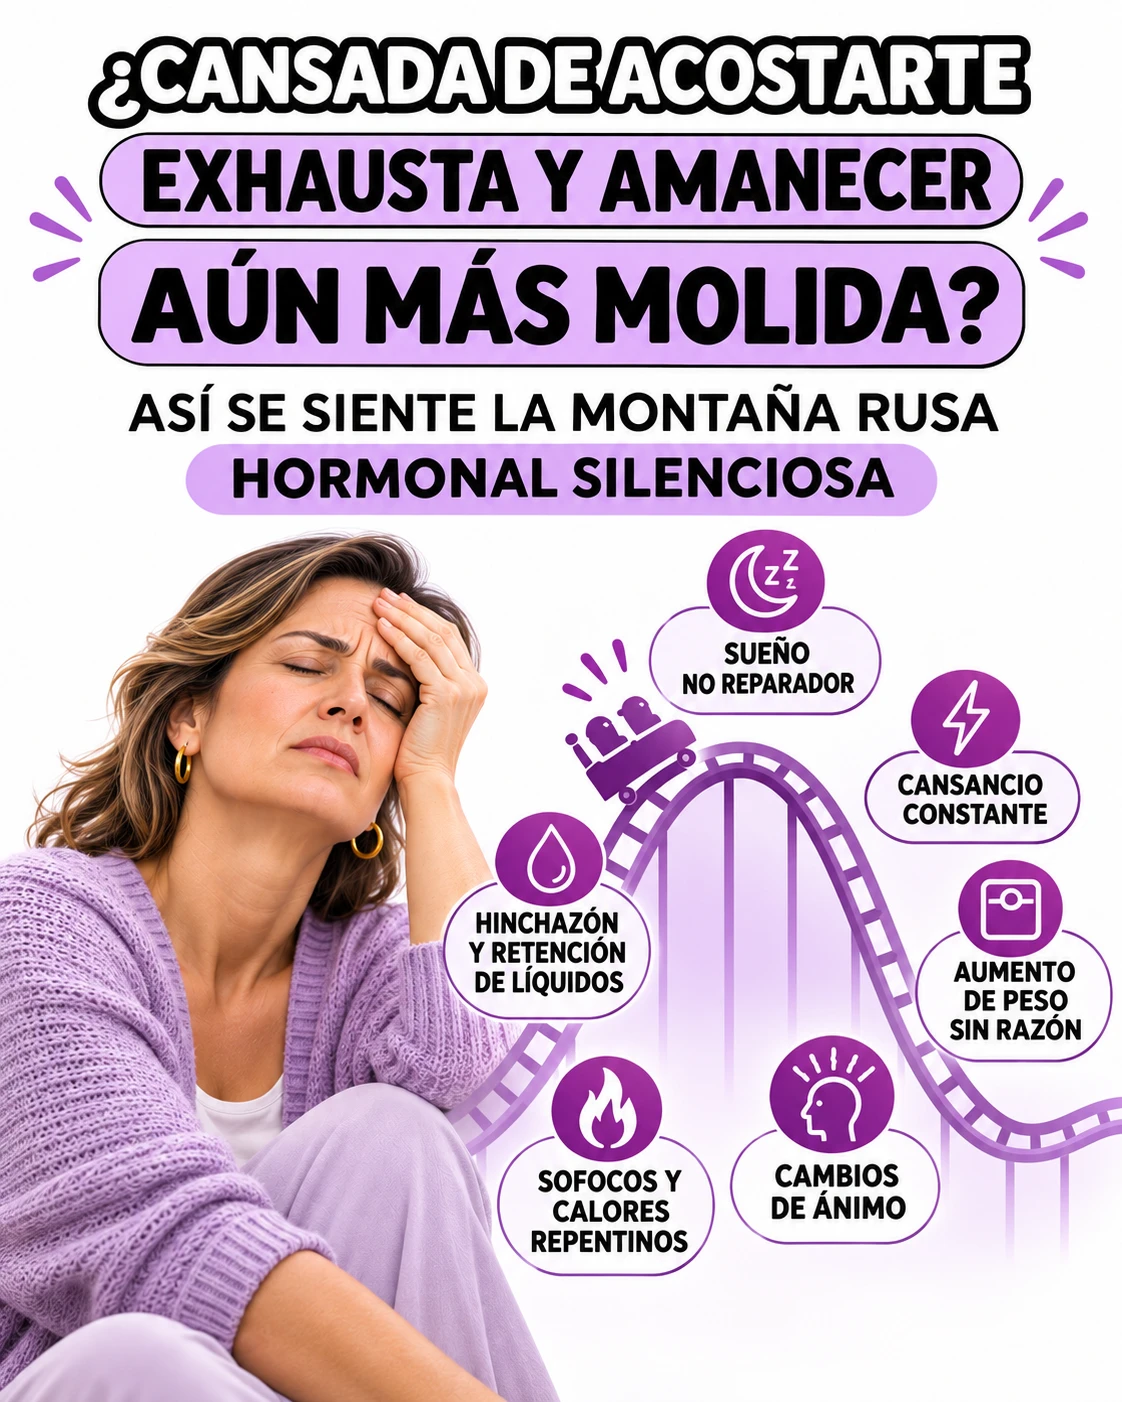 ¿CANSADA DE ACOSTARTE
EXHAUSTA Y AMANECER
AÚN MÁS MOLIDA?
ASÍ SE SIENTE LA MONTAÑA RUSA
HORMONAL SILENCIOSA
zzz
SUEÑO
NO REPARADOR
CANSANCIO
CONSTANTE
HINCHAZÓN
Y RETENCIÓN
DE LÍQUIDOS
AUMENTO
DE PESO
SIN RAZÓN
SOFOCOS Y
CALORES
REPENTINOS
CAMBIOS
DE ÁNIMO